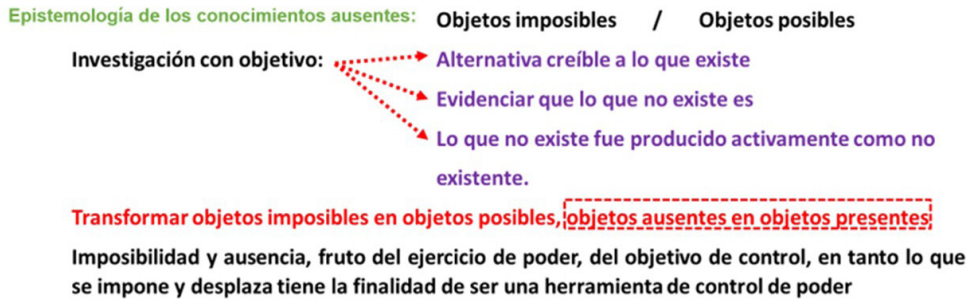 Epistemología de los conocimientos ausentes: Objetos imposibles / Objetos posibles
Investigación con objetivo: Alternativa creíble a lo que existe
Evidenciar que lo que no existe es
Lo que no existe fue producido activamente como no
existente.
Transformar objetos imposibles en objetos posibles, objetos ausentes en objetos presentes
Imposibilidad y ausencia, fruto del ejercicio de poder, del objetivo de control, en tanto lo que
se impone y desplaza tiene la finalidad de ser una herramienta de control de poder